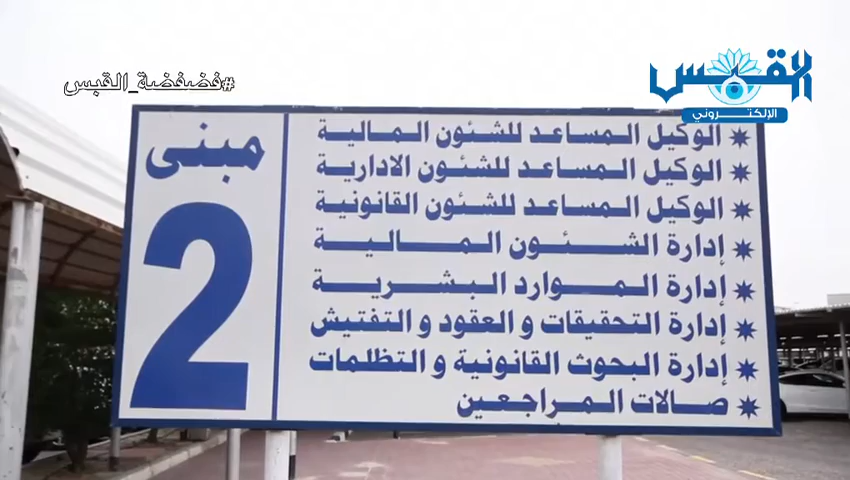 #فضفضة_القبس
القبس
الإلكتروني
مبنى
2
الوكيل المساعد للشئون المالية
الوكيل المساعد للشئون الادارية
الوكيل المساعد للشئون القانونية
إدارة الشئون المالية
إدارة الموارد البشرية
إدارة التحقيقات و العقود و التفتيش
إدارة البحوث القانونية و التظلمات
صالات المراجعين